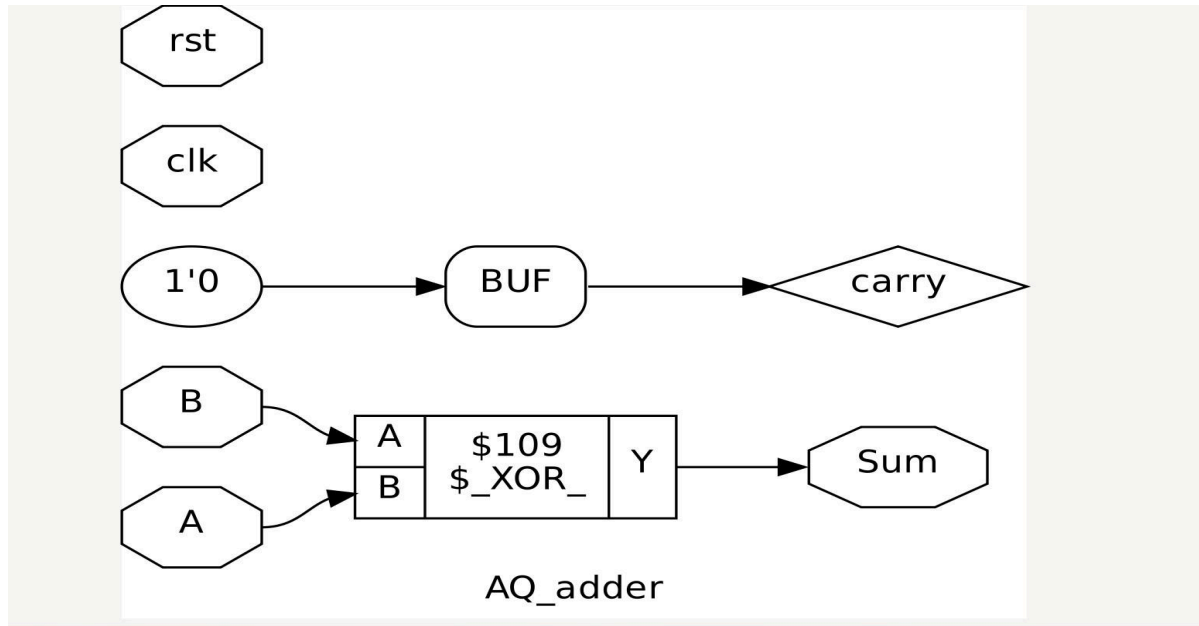 rst
clk
1'0
BUF
carry
B
A
$109
$_XOR_
B
Y
Sum
A
AQ_adder